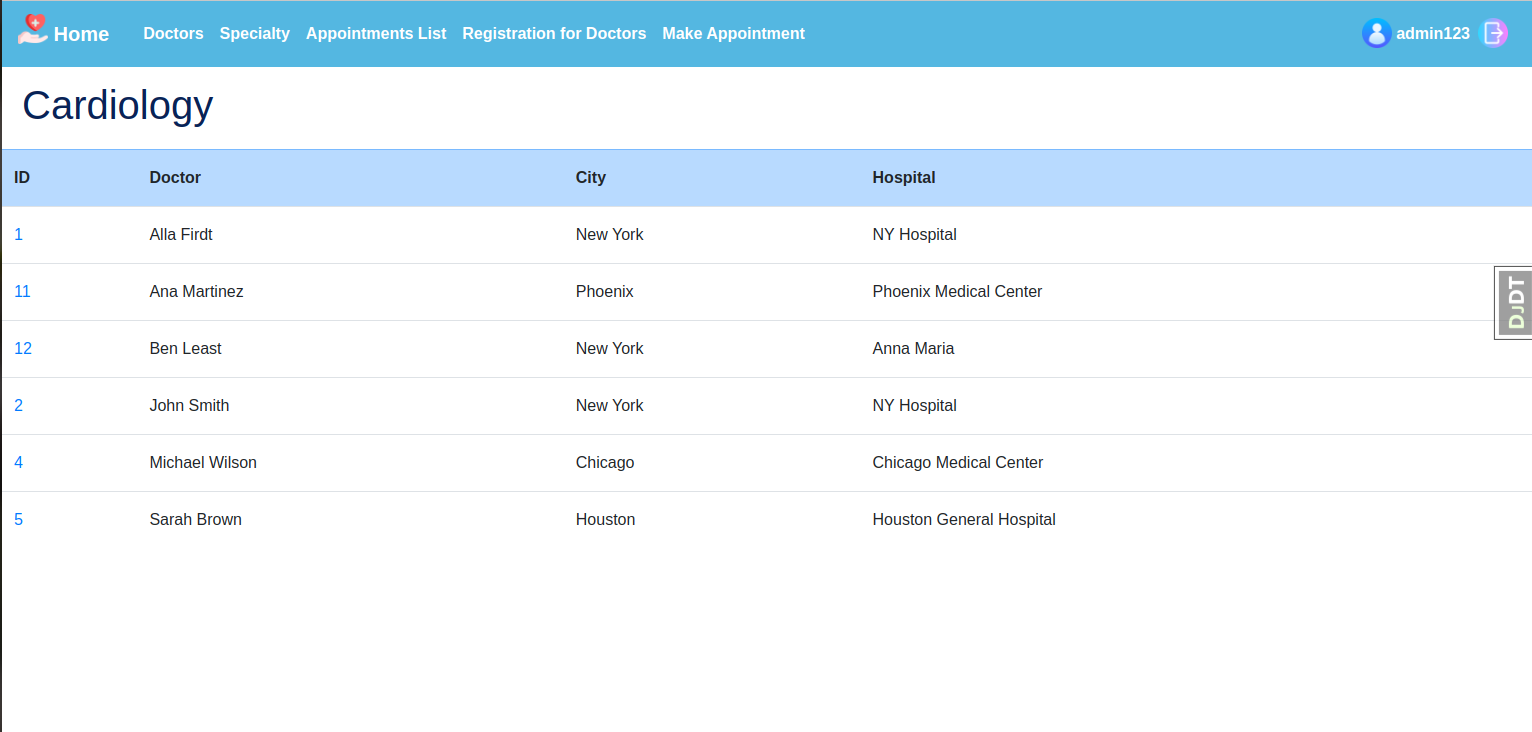 Home Doctors Specialty Appointments List Registration for Doctors Make Appointment admin123
Cardiology
ID Doctor City Hospital
1 Alla Firdt New York NY Hospital
11 Ana Martinez Phoenix Phoenix Medical Center
12 Ben Least New York Anna Maria
2 John Smith New York NY Hospital
4 Michael Wilson Chicago Chicago Medical Center
5 Sarah Brown Houston Houston General Hospital
DJDT